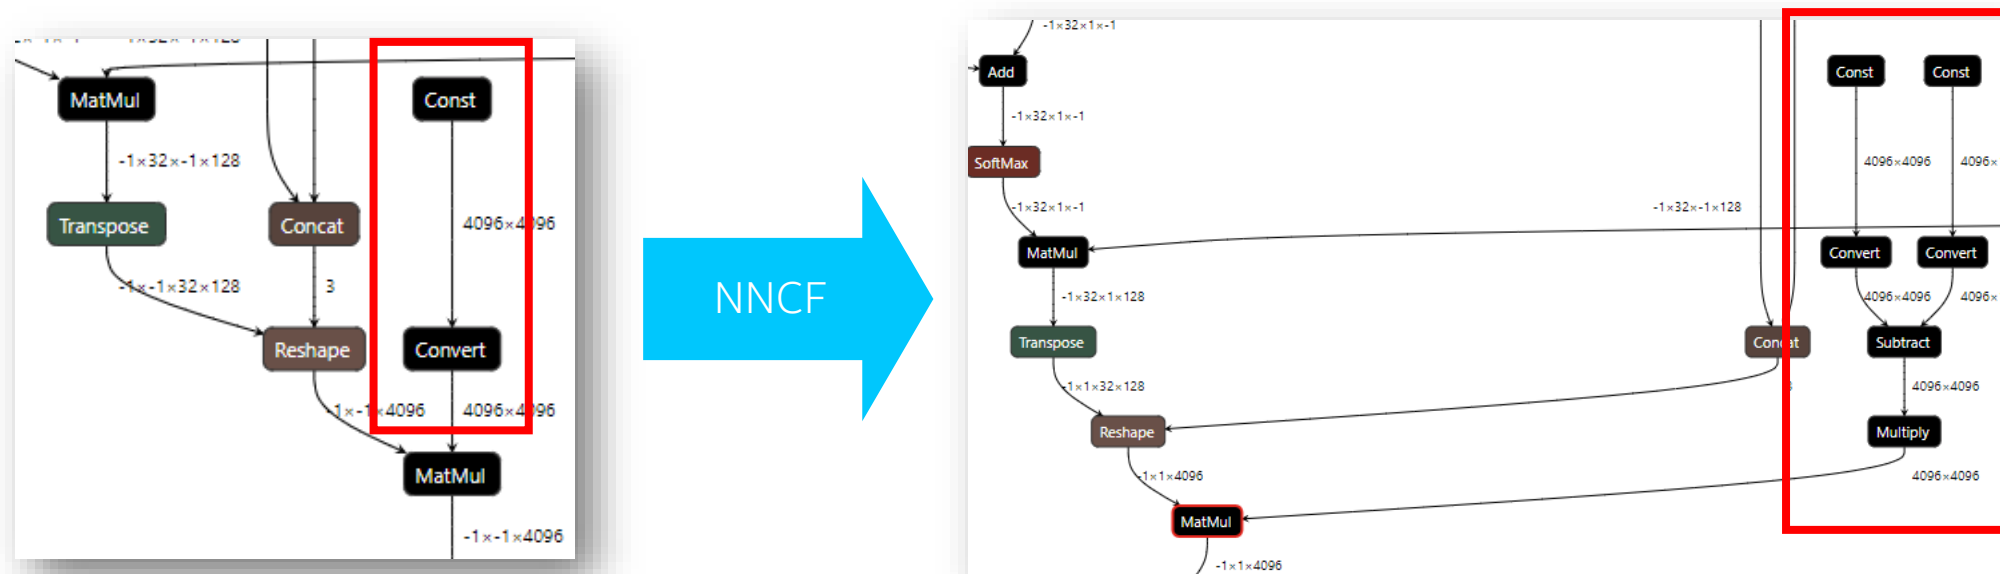 MatMul
Const
-1×32×-1×128
Transpose
Concat
4096×4096
-1×-1×32×128
3
Reshape
Convert
-1×-1×4096
4096×4096
MatMul
-1×-1×4096
NNCF
-1×32×1×-1
Add
Const
Const
-1×32×1×-1
SoftMax
4096×4096
4096×
-1×32×1×-1
-1×32×-1×128
MatMul
Convert
Convert
-1×32×1×128
4096×4096
4096×
Transpose
Concat
Subtract
-1×1×32×128
3
4096×4096
Reshape
Multiply
-1×1×4096
4096×4096
MatMul
-1×1×4096